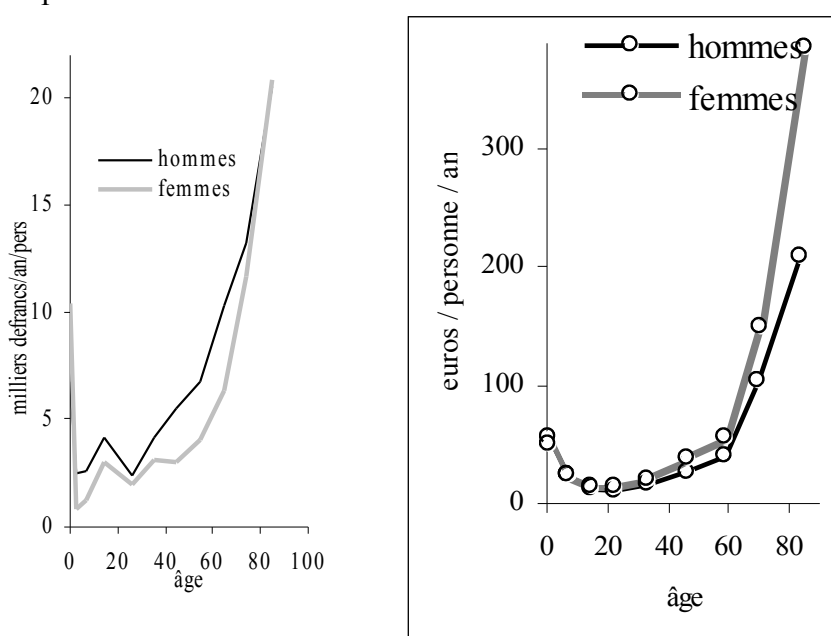 20
15
10
5
0
milliers defrancs/an/pers
hommes
femmes
0 20 40 60 80 100
âge
hommes
femmes
300
200
100
0
euros / personne / an
0 20 40 60 80
âge